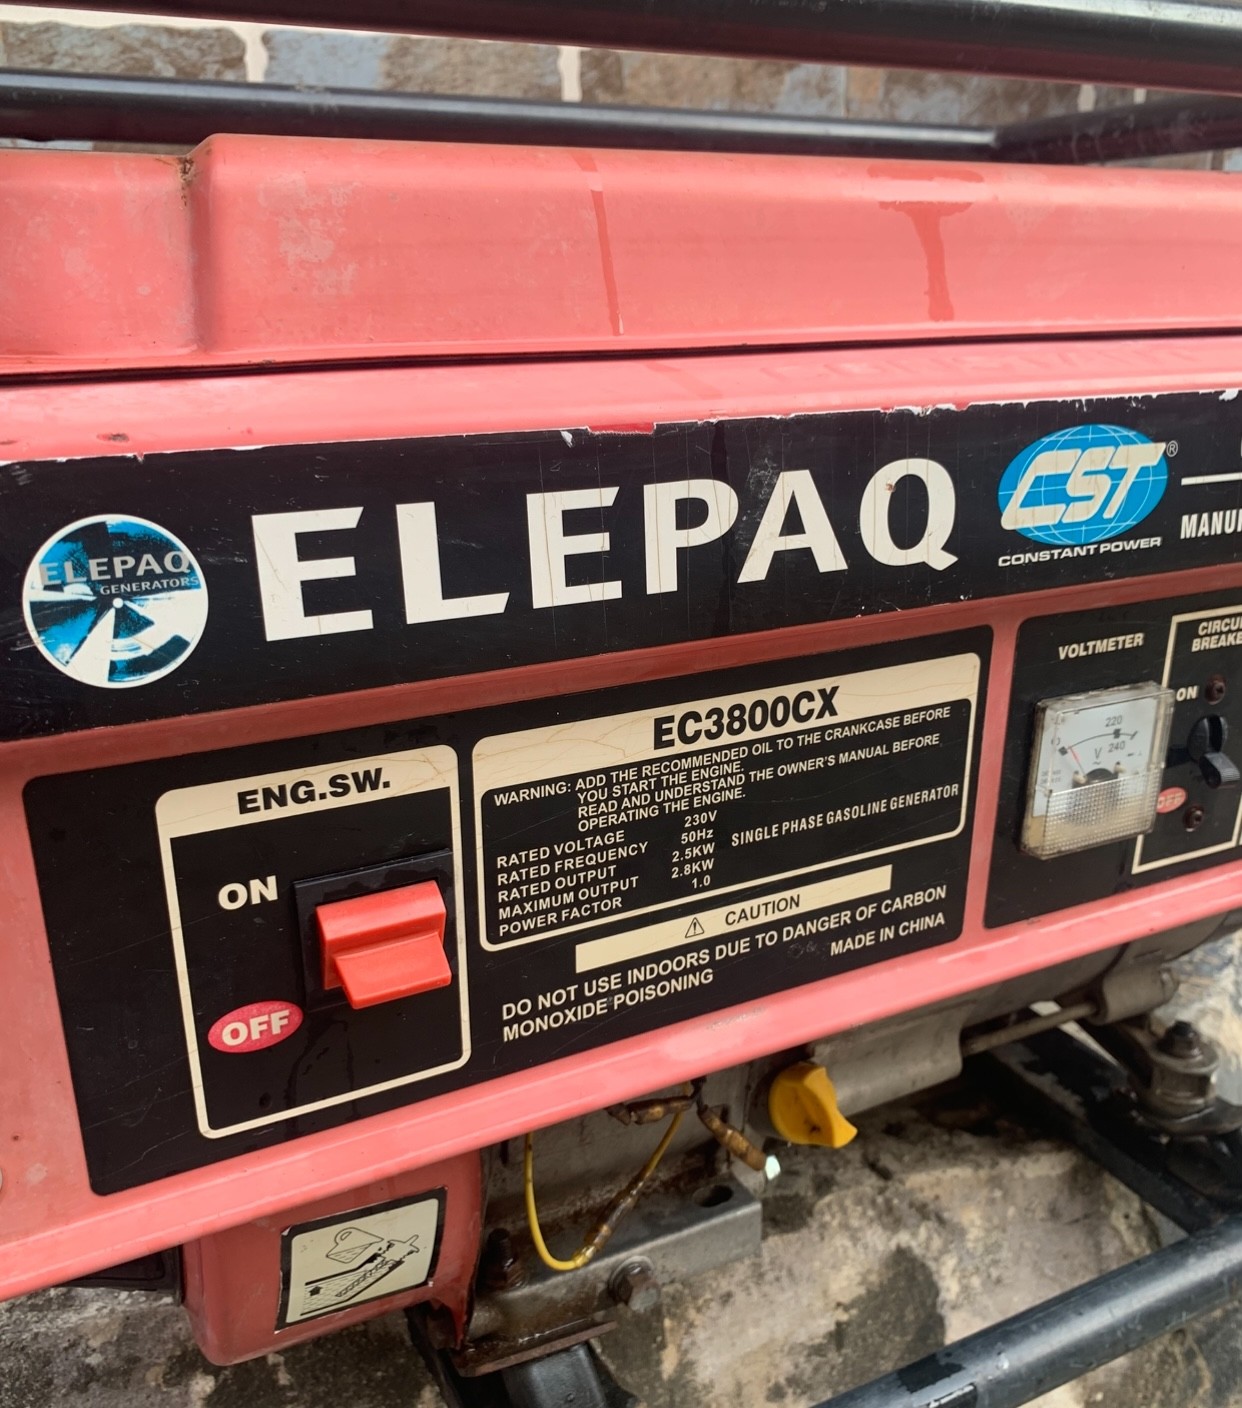 ELEPAQ
GENERATORS
ELEPAQ
CST®
CONSTANT POWER
VOLTMETER
220
240
V
ON
OFF
ENG.SW.
ON
OFF
EC3800CX
WARNING: ADD THE RECOMMENDED OIL TO THE CRANKCASE BEFORE
YOU START THE ENGINE.
READ AND UNDERSTAND THE OWNER'S MANUAL BEFORE
OPERATING THE ENGINE.
RATED VOLTAGE 230V
RATED FREQUENCY 50Hz
RATED OUTPUT 2.5KW
MAXIMUM OUTPUT 2.8KW
POWER FACTOR 1.0
SINGLE PHASE GASOLINE GENERATOR
CAUTION
DO NOT USE INDOORS DUE TO DANGER OF CARBON
MONOXIDE POISONING
MADE IN CHINA